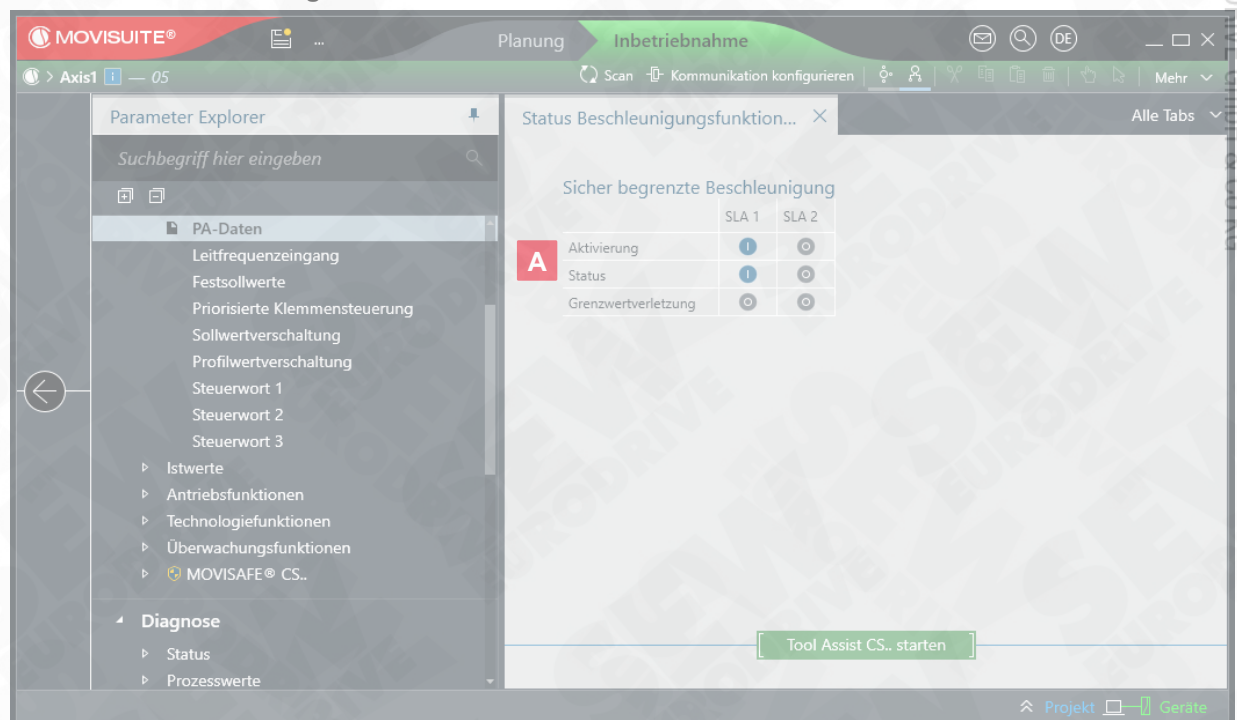 MOVISUITE®
...
Planung
Inbetriebnahme
DE
> Axis1 i — 05
Scan
Kommunikation konfigurieren
Mehr
Parameter Explorer
Suchbegriff hier eingeben
PA-Daten
Leitfrequenzeingang
Festsollwerte
Priorisierte Klemmensteuerung
Sollwertverschaltung
Profilwertverschaltung
Steuerwort 1
Steuerwort 2
Steuerwort 3
Istwerte
Antriebsfunktionen
Technologiefunktionen
Überwachungsfunktionen
MOVISAFE® CS..
Diagnose
Status
Prozesswerte
Status Beschleunigungsfunktion...
Alle Tabs
Sicher begrenzte Beschleunigung
SLA 1 SLA 2
A
Aktivierung
Status
Grenzwertverletzung
Tool Assist CS.. starten
Projekt
Geräte
SEW
EURODRIVE